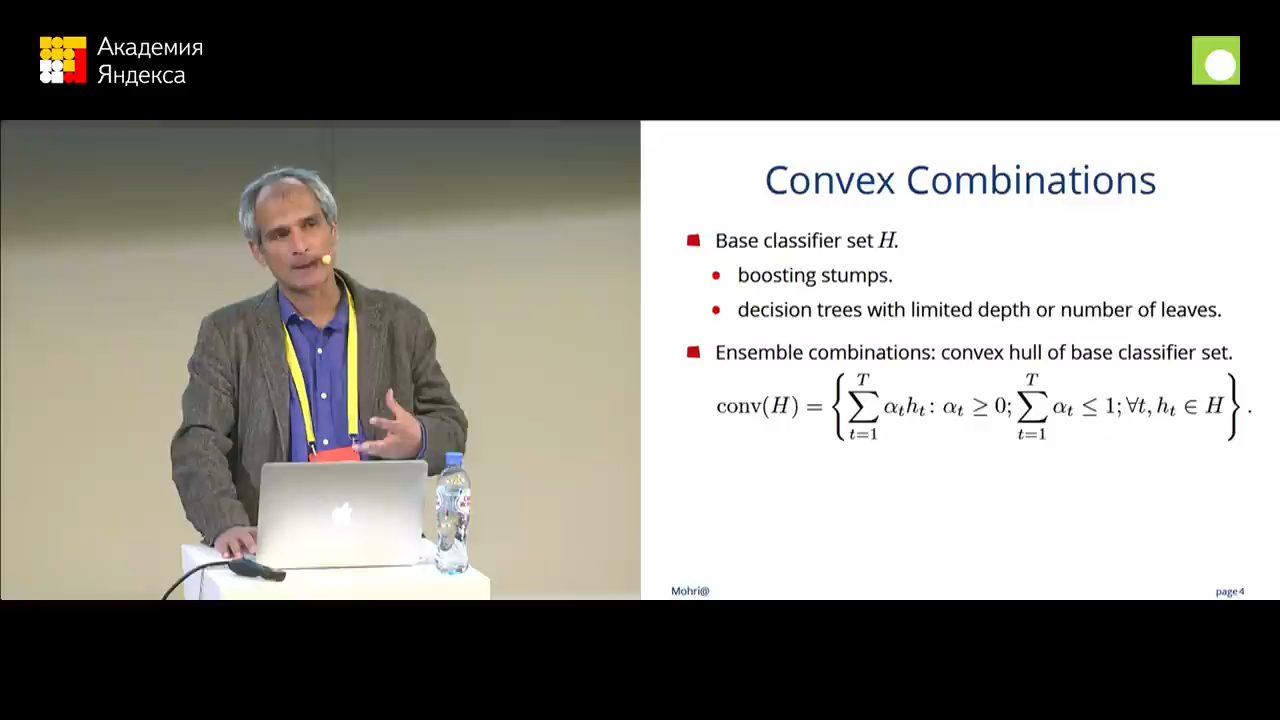 Академия
Яндекса
Convex Combinations
Base classifier set H.
boosting stumps.
decision trees with limited depth or number of leaves.
Ensemble combinations: convex hull of base classifier set.
conv(H) = { ∑_{t=1}^{T} α_t h_t : α_t ≥ 0; ∑_{t=1}^{T} α_t ≤ 1; ∀t, h_t ∈ H } .
Mohri@ page 4